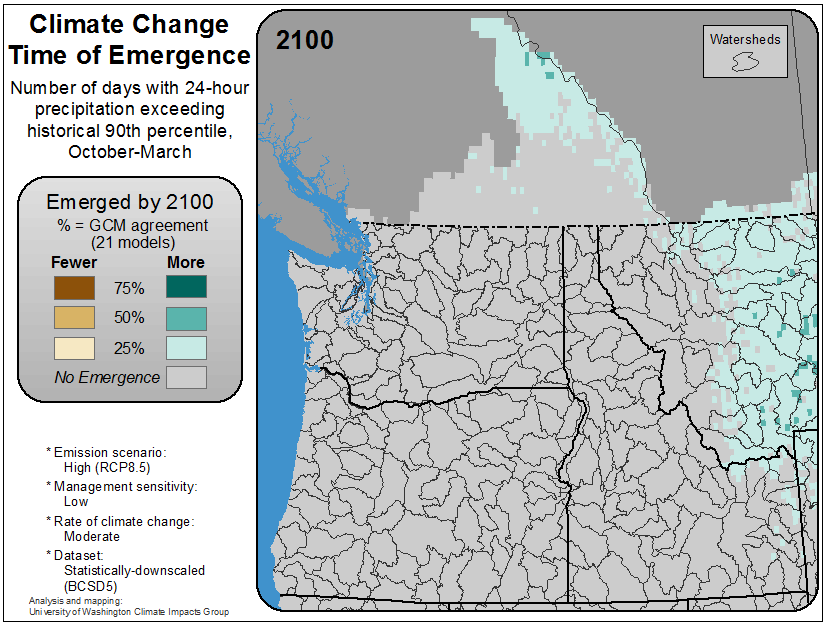 Climate Change
Time of Emergence
Number of days with 24-hour
precipitation exceeding
historical 90th percentile,
October-March
Emerged by 2100
% = GCM agreement
(21 models)
Fewer More
75%
50%
25%
No Emergence
* Emission scenario:
High (RCP8.5)
* Management sensitivity:
Low
* Rate of climate change:
Moderate
* Dataset:
Statistically-downscaled
(BCSD5)
Analysis and mapping:
University of Washington Climate Impacts Group
2100
Watersheds